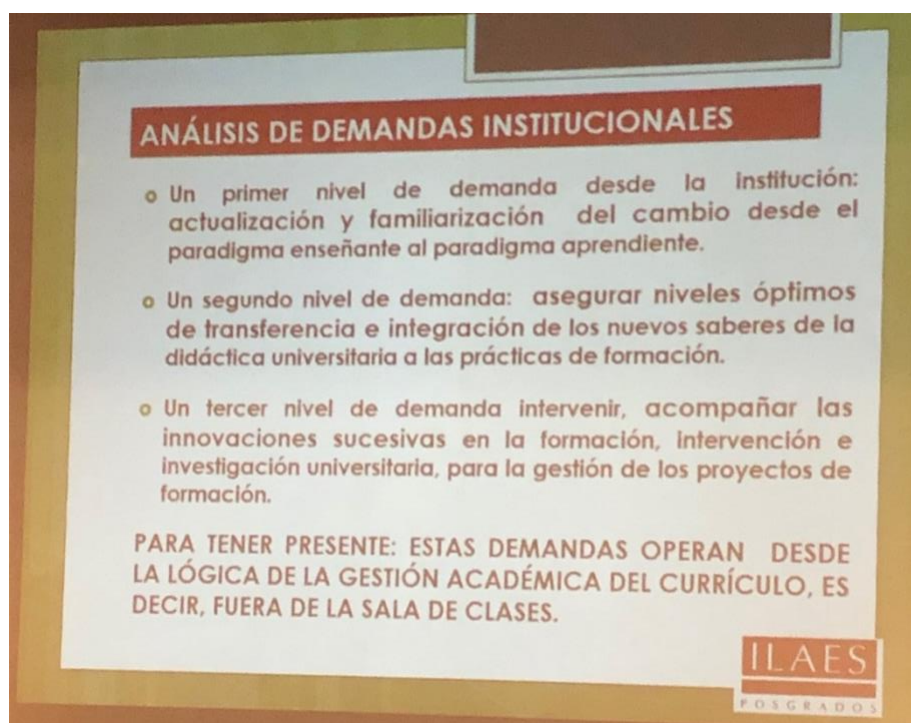 ANÁLISIS DE DEMANDAS INSTITUCIONALES
Un primer nivel de demanda desde la institución:
actualización y familiarización del cambio desde el
paradigma enseñante al paradigma aprendiente.
Un segundo nivel de demanda: asegurar niveles óptimos
de transferencia e integración de los nuevos saberes de la
didáctica universitaria a las prácticas de formación.
Un tercer nivel de demanda intervenir, acompañar las
innovaciones sucesivas en la formación, intervención e
investigación universitaria, para la gestión de los proyectos de
formación.
PARA TENER PRESENTE: ESTAS DEMANDAS OPERAN DESDE
LA LÓGICA DE LA GESTIÓN ACADÉMICA DEL CURRÍCULO, ES
DECIR, FUERA DE LA SALA DE CLASES.
ILAES
POSGRADOS